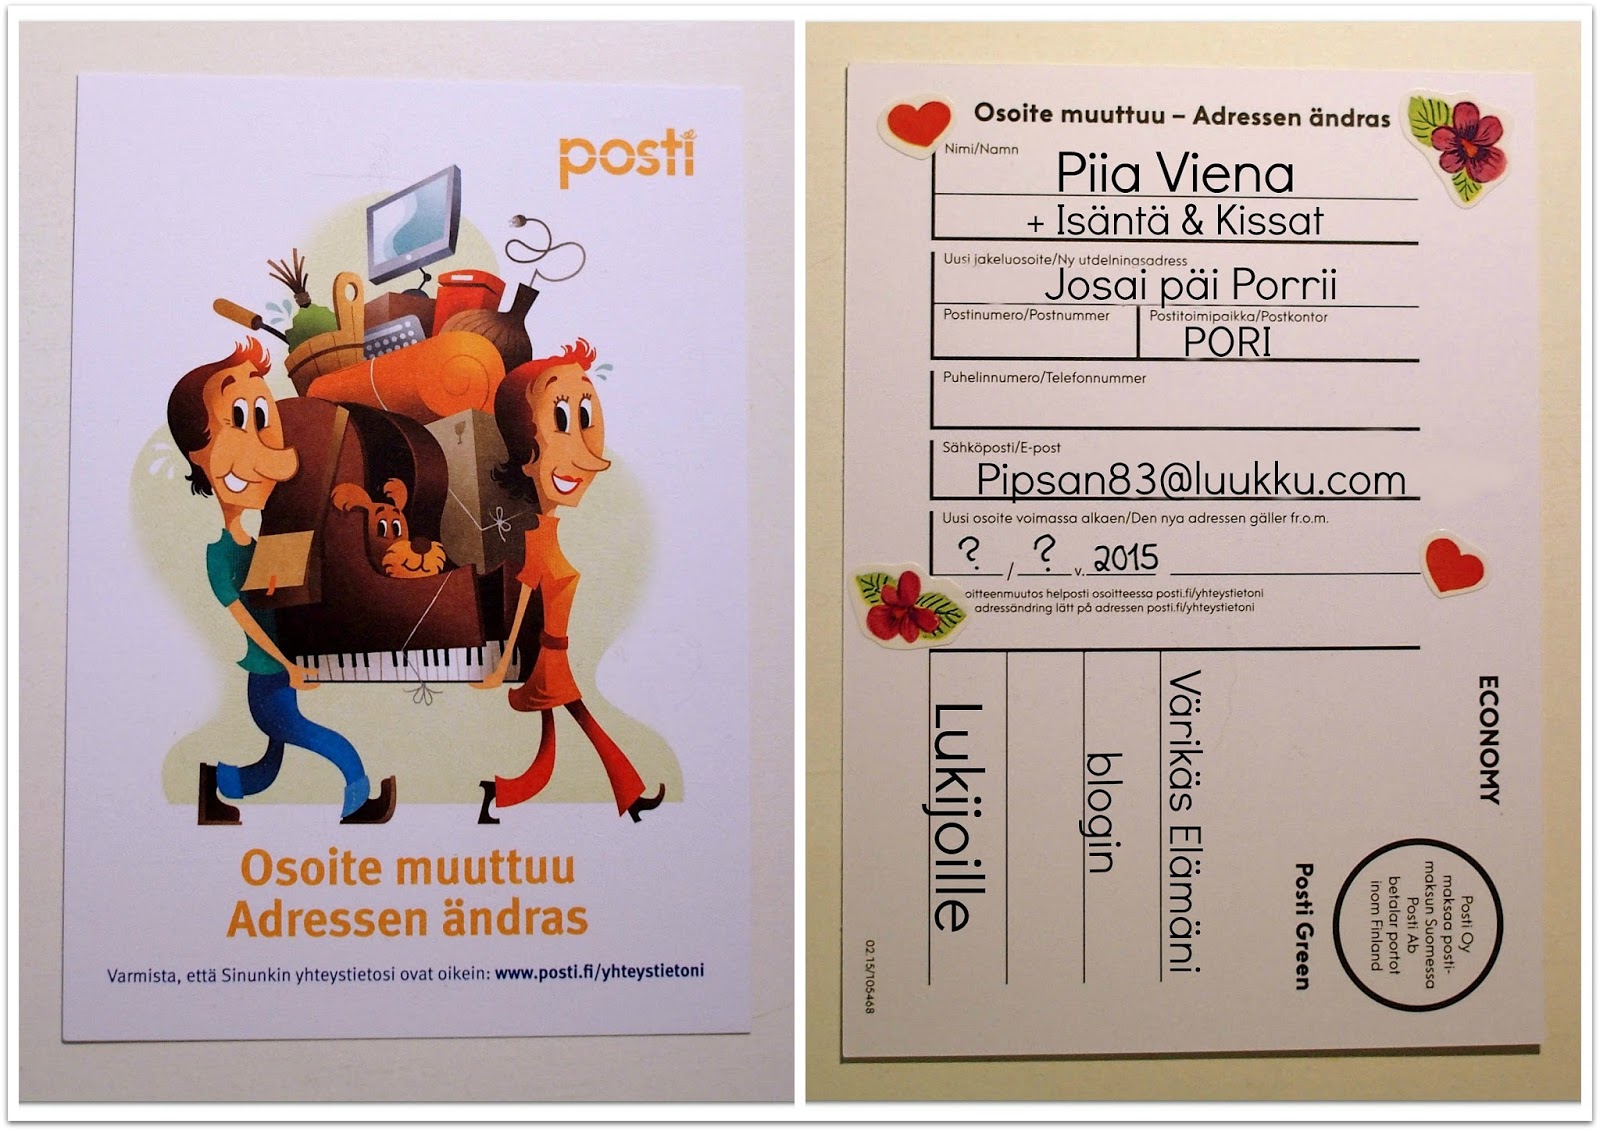 posti
Osoite muuttuu
Adressen ändras
Varmista, että Sinunkin yhteystietosi ovat oikein: www.posti.fi/yhteystietoni
Osoite muuttuu – Adressen ändras
Nimi/Namn
Piia Viena
+ Isäntä & Kissat
Uusi jakeluosoite/Ny utdelningsadress
Josai päi Porrii
Postinumero/Postnummer
Postitoimipaikka/Postkontor
PORI
Puhelinnumero/Telefonnummer
Sähköposti/E-post
Pipsan83@luukku.com
Uusi osoite voimassa alkaen/Den nya adressen gäller fr.o.m.
? / ? v. 2015
oitteenmuutos helposti osoitteessa posti.fi/yhteystietoni
adressändring lätt på adressen posti.fi/yhteystietoni
ECONOMY
Posti Oy
maksaa posti-
maksun Suomessa
Posti Ab
betalar portot
inom Finland
Posti Green
Värikäs Elämäni
blogin
Lukijoille
02.15/105468